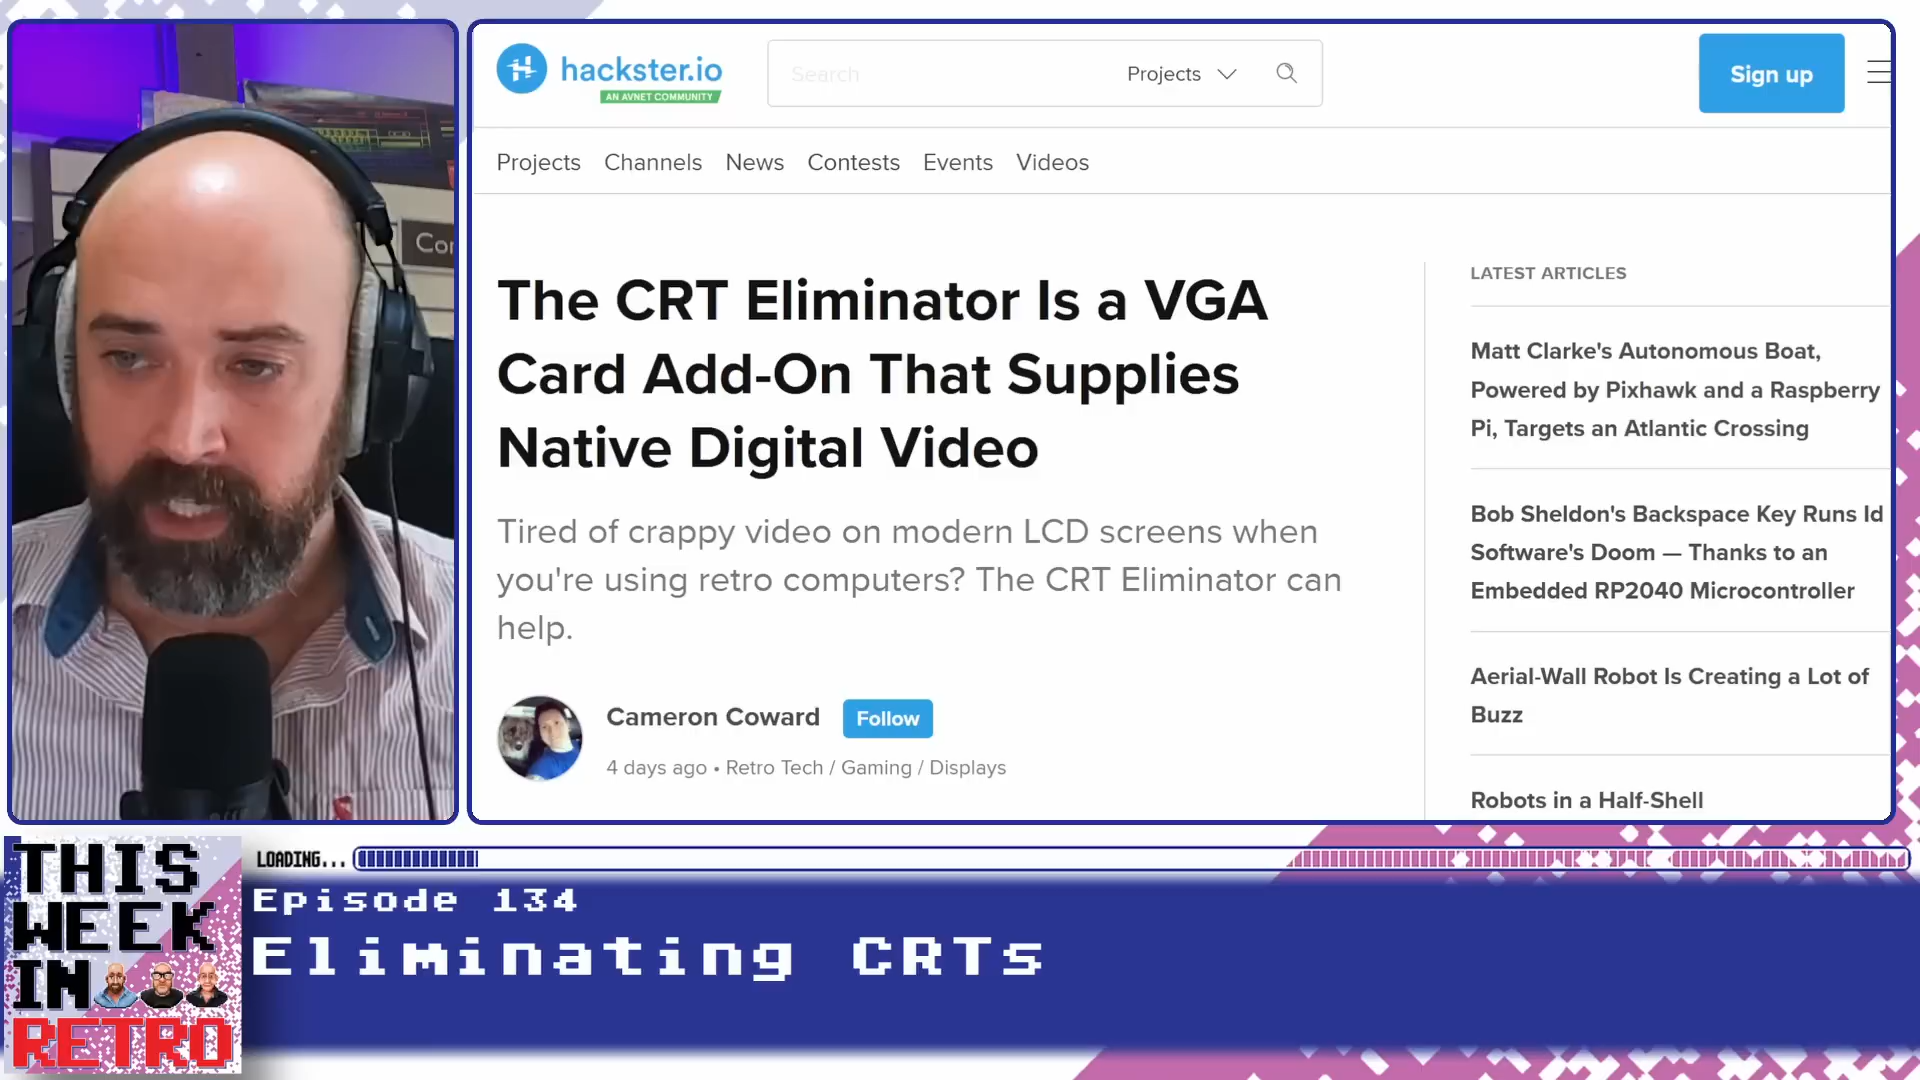 Cor
hackster.io
AN AVNET COMMUNITY
Search
Projects
Sign up
Projects Channels News Contests Events Videos
The CRT Eliminator Is a VGA
Card Add-On That Supplies
Native Digital Video
Tired of crappy video on modern LCD screens when
you're using retro computers? The CRT Eliminator can
help.
Cameron Coward
Follow
4 days ago • Retro Tech / Gaming / Displays
LATEST ARTICLES
Matt Clarke's Autonomous Boat,
Powered by Pixhawk and a Raspberry
Pi, Targets an Atlantic Crossing
Bob Sheldon's Backspace Key Runs Id
Software's Doom — Thanks to an
Embedded RP2040 Microcontroller
Aerial-Wall Robot Is Creating a Lot of
Buzz
Robots in a Half-Shell
THIS
WEEK
IN
RETRO
LOADING...
Episode 134
Eliminating CRTs